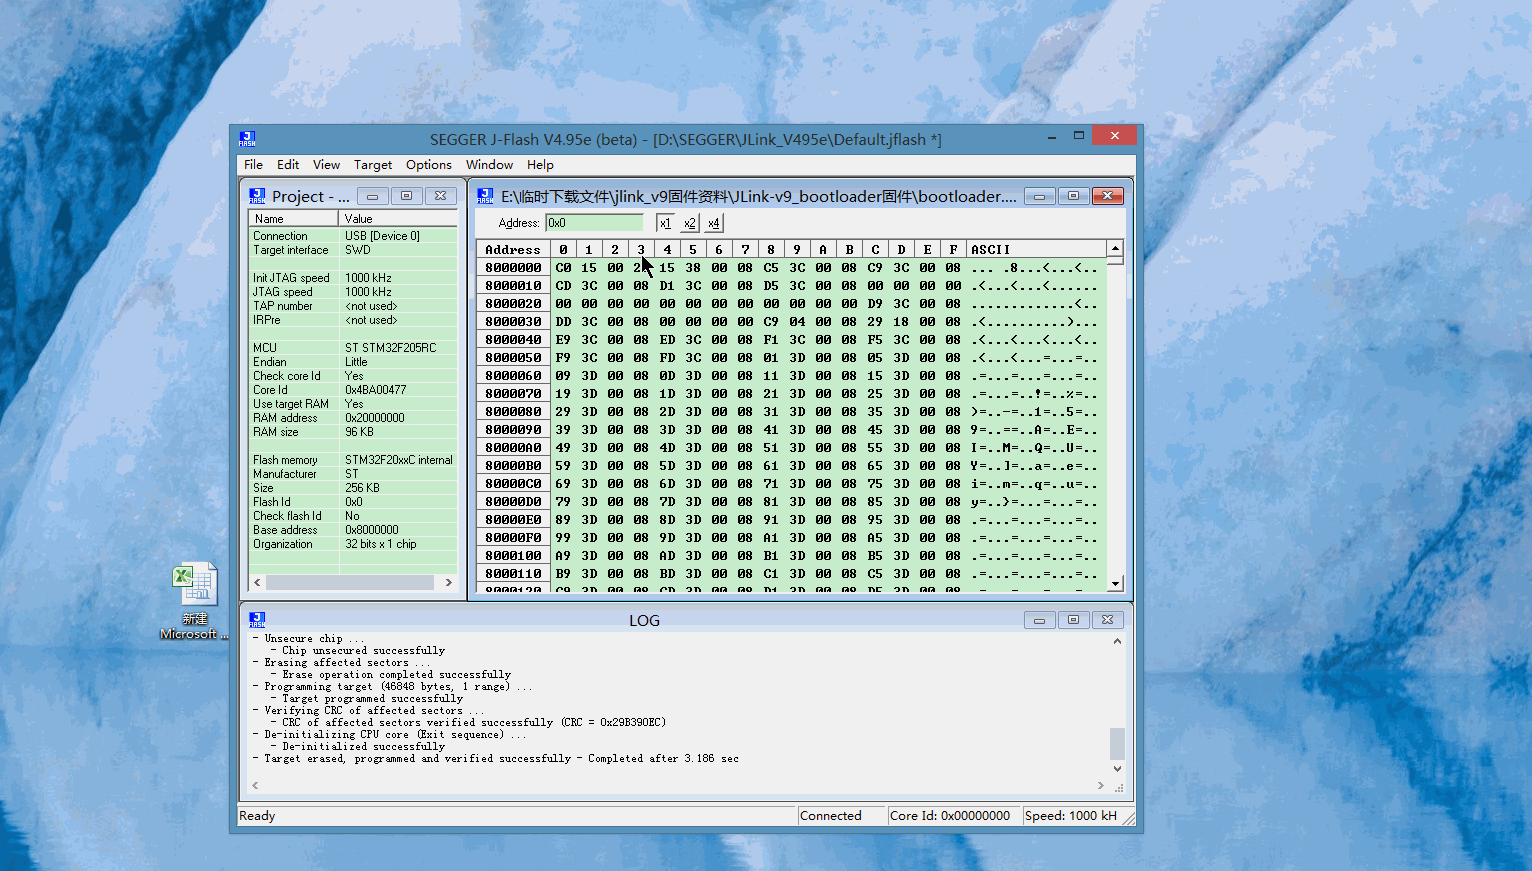 SEGGER J-Flash V4.95e (beta) - [D:\SEGGER\JLink_V495e\Default.jflash *]
File Edit View Target Options Window Help
Project - ...
Name Value
Connection USB [Device 0]
Target interface SWD
Init JTAG speed 1000 kHz
JTAG speed 1000 kHz
TAP number <not used>
IRPre <not used>
MCU ST STM32F205RC
Endian Little
Check core Id Yes
Core Id 0x4BA00477
Use target RAM Yes
RAM address 0x20000000
RAM size 96 KB
Flash memory STM32F20xxC internal
Manufacturer ST
Size 256 KB
Flash Id 0x0
Check flash Id No
Base address 0x8000000
Organization 32 bits x 1 chip
E:\临时下载文件\jlink_v9固件资料\JLink-v9_bootloader固件\bootloader....
Address: 0x0 x1 x2 x4
Address 0 1 2 3 4 5 6 7 8 9 A B C D E F ASCII
8000000 C0 15 00 15 38 00 08 C5 3C 00 08 C9 3C 00 08 ... .8...<...<..
8000010 CD 3C 00 08 D1 3C 00 08 D5 3C 00 08 00 00 00 00 .<...<...<......
8000020 00 00 00 00 00 00 00 00 00 00 00 00 D9 3C 00 08 .............<..
8000030 DD 3C 00 08 00 00 00 00 C9 04 00 08 29 18 00 08 .<..........)...
8000040 E9 3C 00 08 ED 3C 00 08 F1 3C 00 08 F5 3C 00 08 .<...<...<...<..
8000050 F9 3C 00 08 FD 3C 00 08 01 3D 00 08 05 3D 00 08 .<...<...=...=..
8000060 09 3D 00 08 0D 3D 00 08 11 3D 00 08 15 3D 00 08 .=...=...=...=..
8000070 19 3D 00 08 1D 3D 00 08 21 3D 00 08 25 3D 00 08 .=...=..!=..%=..
8000080 29 3D 00 08 2D 3D 00 08 31 3D 00 08 35 3D 00 08 )=..-=..1=..5=..
8000090 39 3D 00 08 3D 3D 00 08 41 3D 00 08 45 3D 00 08 9=..==..A=..E=..
80000A0 49 3D 00 08 4D 3D 00 08 51 3D 00 08 55 3D 00 08 I=..M=..Q=..U=..
80000B0 59 3D 00 08 5D 3D 00 08 61 3D 00 08 65 3D 00 08 Y=..]=..a=..e=..
80000C0 69 3D 00 08 6D 3D 00 08 71 3D 00 08 75 3D 00 08 i=..m=..q=..u=..
80000D0 79 3D 00 08 7D 3D 00 08 81 3D 00 08 85 3D 00 08 y=..}=...=...=..
80000E0 89 3D 00 08 8D 3D 00 08 91 3D 00 08 95 3D 00 08 .=...=...=...=..
80000F0 99 3D 00 08 9D 3D 00 08 A1 3D 00 08 A5 3D 00 08 .=...=...=...=..
8000100 A9 3D 00 08 AD 3D 00 08 B1 3D 00 08 B5 3D 00 08 .=...=...=...=..
8000110 B9 3D 00 08 BD 3D 00 08 C1 3D 00 08 C5 3D 00 08 .=...=...=...=..
8000120 C9 3D 00 08 CD 3D 00 08 D1 3D 00 08 D5 3D 00 08
新建
Microsoft ...
LOG
- Unsecure chip ...
- Chip unsecured successfully
- Erasing affected sectors ...
- Erase operation completed successfully
- Programming target (46848 bytes, 1 range) ...
- Target programmed successfully
- Verifying CRC of affected sectors ...
- CRC of affected sectors verified successfully (CRC = 0x29B390EC)
- De-initializing CPU core (Exit sequence) ...
- De-initialized successfully
- Target erased, programmed and verified successfully - Completed after 3.186 sec
Ready Connected Core Id: 0x00000000 Speed: 1000 kH